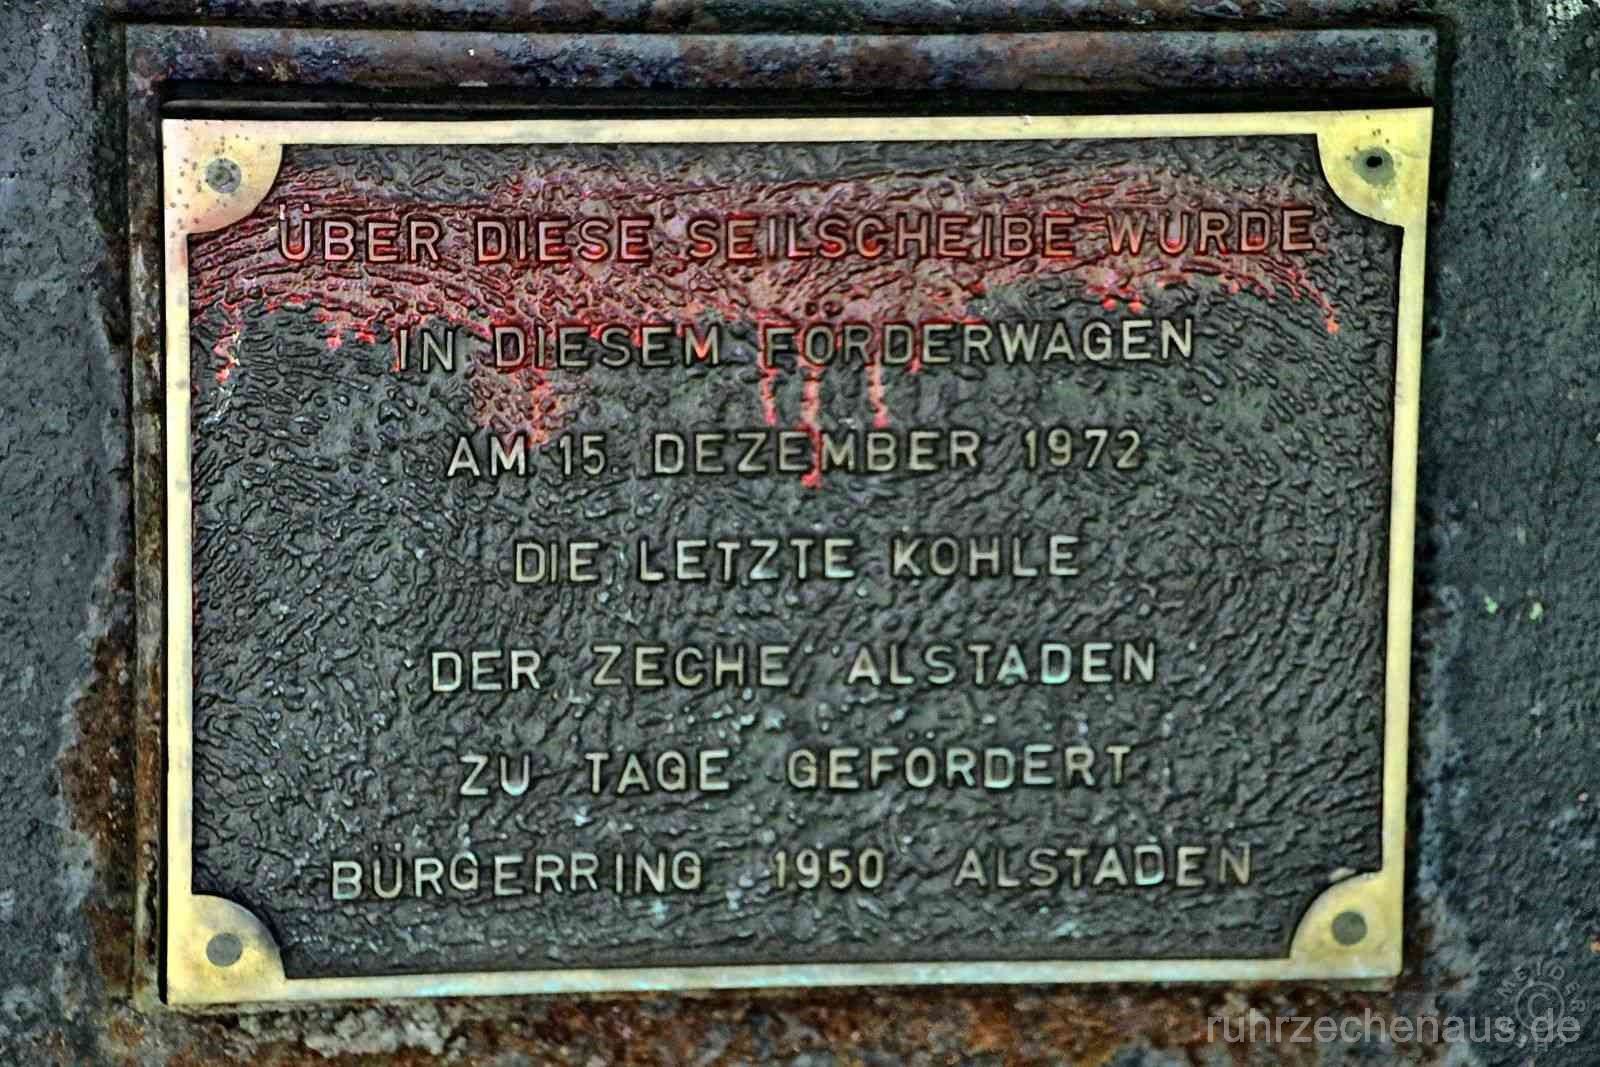 ÜBER DIESE SEILSCHEIBE WURDE
IN DIESEM FÖRDERWAGEN
AM 15. DEZEMBER 1972
DIE LETZTE KOHLE
DER ZECHE ALSTADEN
ZU TAGE GEFÖRDERT
BÜRGERRING 1950 ALSTADEN
ruhrzechenaus.de